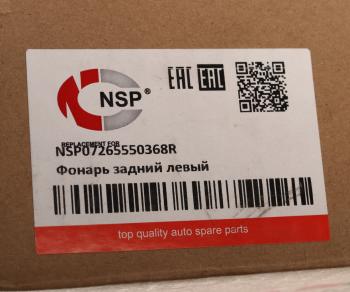 NSP®
EAC EAC
REPLACEMENT FOR
NSP07265550368R
Фонарь задний левый
top quality auto spare parts